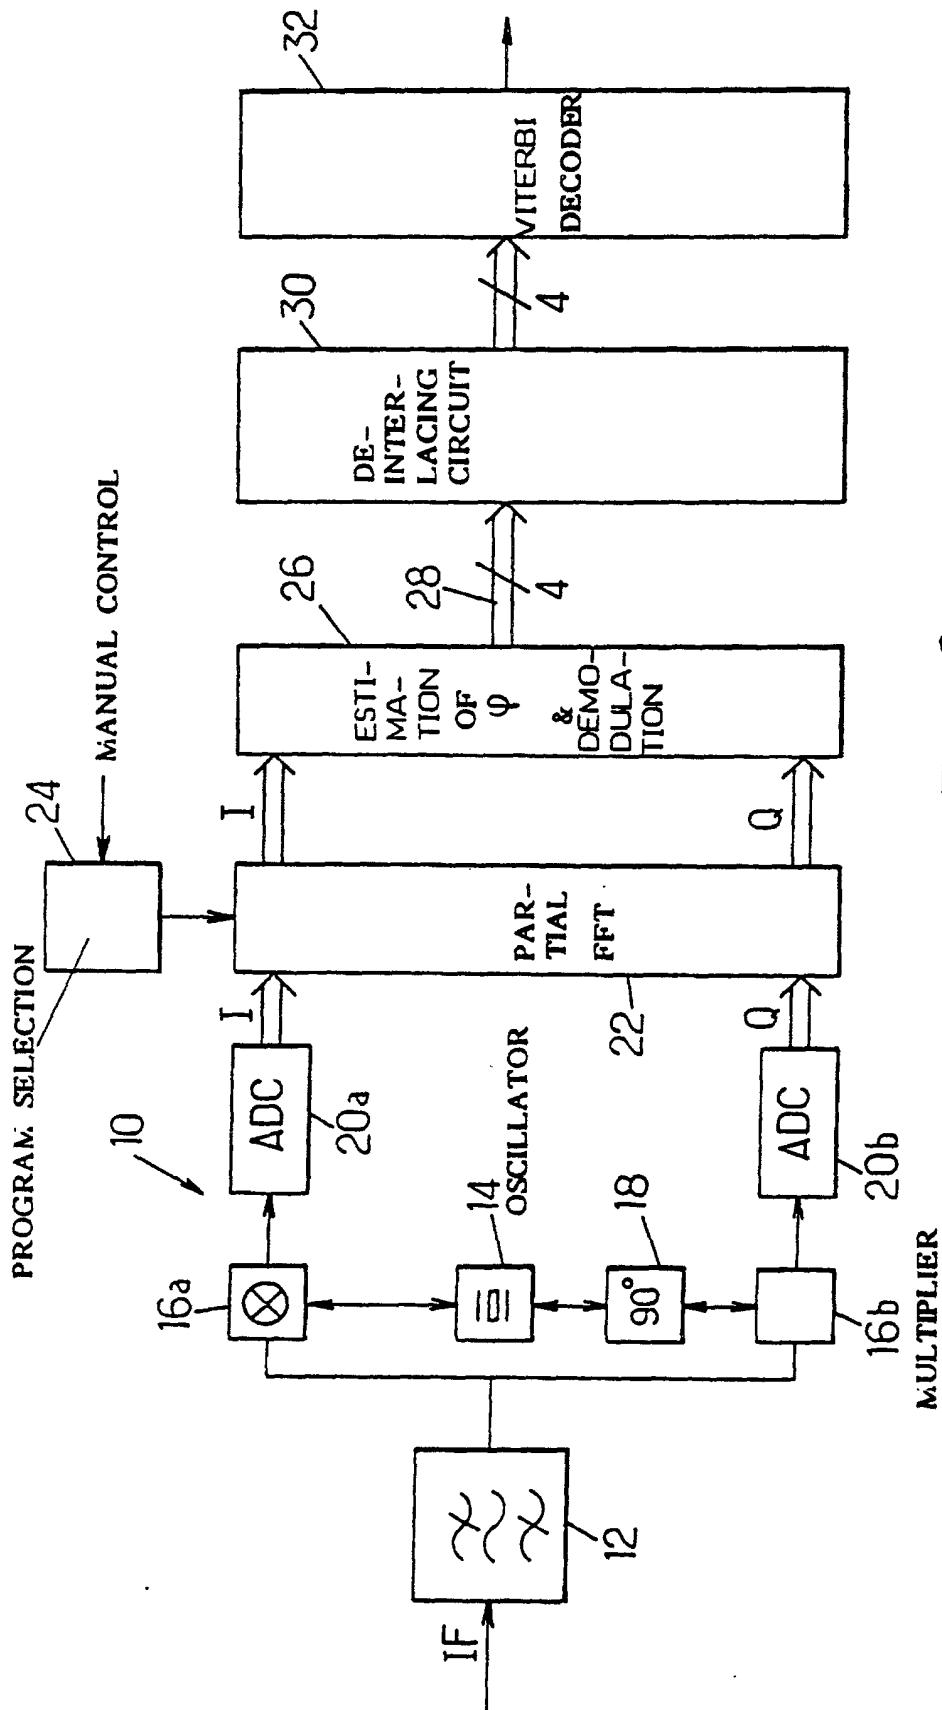 PROGRAM SELECTION
24
MANUAL CONTROL
10
IF
12
16a
14
OSCILLATOR
18
90°
16b
MULTIPLIER
ADC
20a
ADC
20b
I
Q
PAR-
TIAL
FFT
22
I
Q
26
ESTI-
MA-
TION
OF
φ
&
DEMO-
DULA-
TION
28
4
30
DE-
INTER-
LACING
CIRCUIT
4
32
VITERBI
DECODER